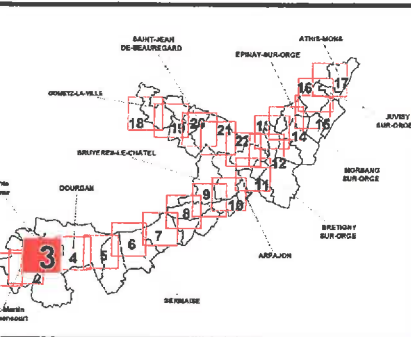 SAINT-JEAN
DE-BEAUREGARD
ATHIS-MONS
EPINAY-SUR-ORGE
GOMETZ-LA-VILLE
16
17
18
19
20
21
22
13
14
15
JUVISY
SUR-ORGE
BRUYERES-LE-CHATEL
12
MORSANG
SUR-ORGE
DOURDAN
11
9
10
8
BRETIGNY
SUR-ORGE
7
6
5
4
3
2
ARPAJON
SERMAISE
-Martin